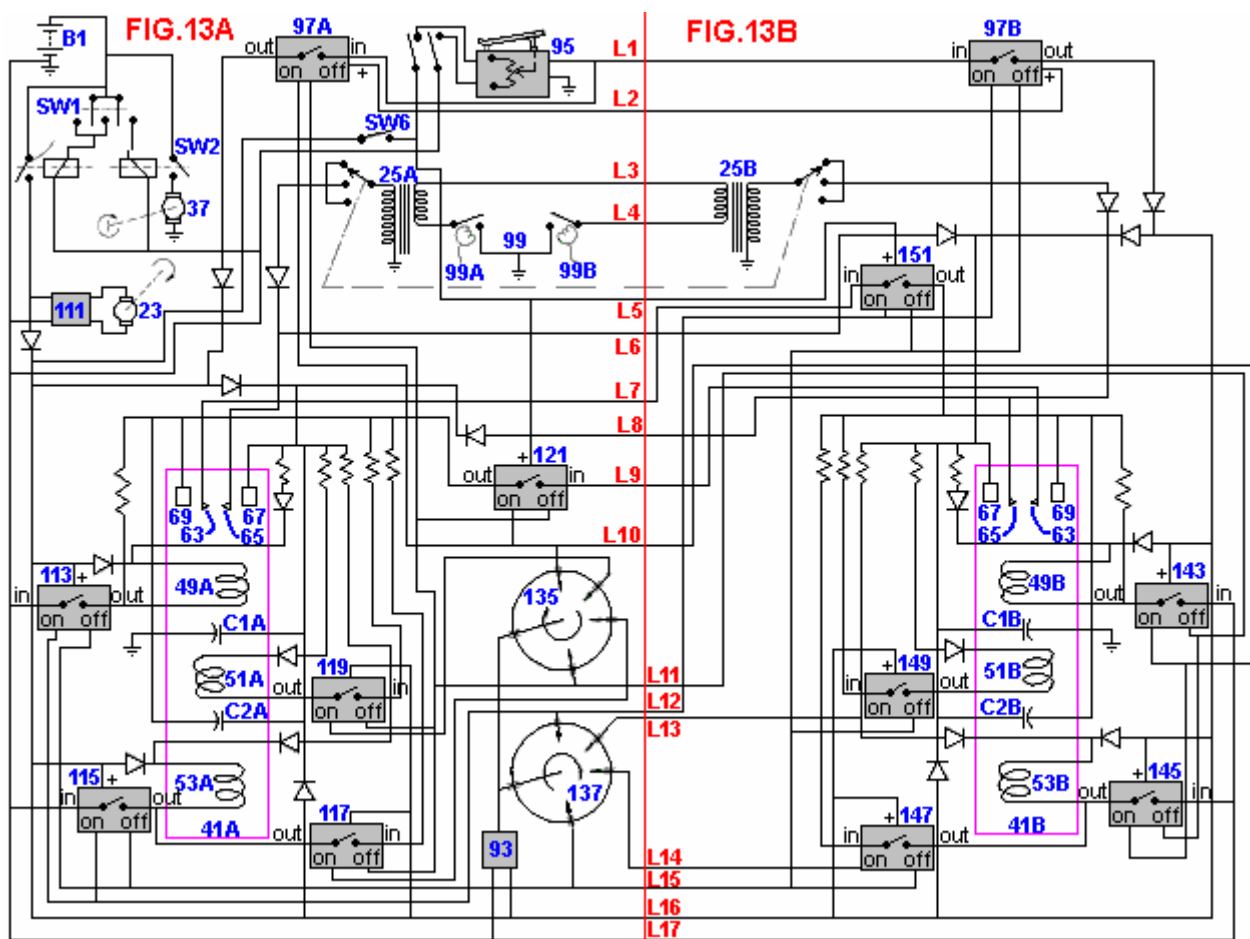 FIG.13A FIG.13B
B1 97A 95 L1 97B
out in in out
on off + on off +
L2
SW1 SW6
SW2
25A L3 25B
37 L4
99 + 151
99A 99B in out
111 23 L5 on off
L6
L7
L8
+ 121
out in L9
on off
69 67 67 69
63 65 L10 65 63
113 + + 143
in out 49A 135 49B out in
on off on off
C1A C1B
119 + 149
51A out in L11 in out 51B
on off L12 on off
C2A L13 C2B
115 + + 145
in out 53A 137 53B out in
on off 117 + 147 on off
41A out in 93 in out 41B
on off L14 on off
L15
L16
L17